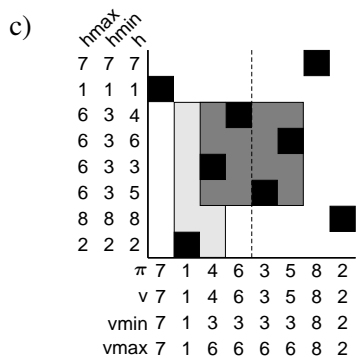 c)
hmax hmin h
7 7 7
1 1 1
6 3 4
6 3 6
6 3 3
6 3 5
8 8 8
2 2 2
π 7 1 4 6 3 5 8 2
v 7 1 4 6 3 5 8 2
vmin 7 1 3 3 3 3 8 2
vmax 7 1 6 6 6 6 8 2